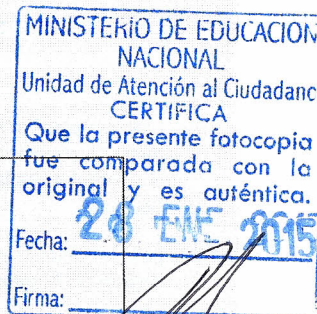 MINISTERIO DE EDUCACION
NACIONAL
Unidad de Atención al Ciudadano
CERTIFICA
Que la presente fotocopia
fue comparada con la
original y es auténtica.
Fecha: 28 ENE 2015
Firma: